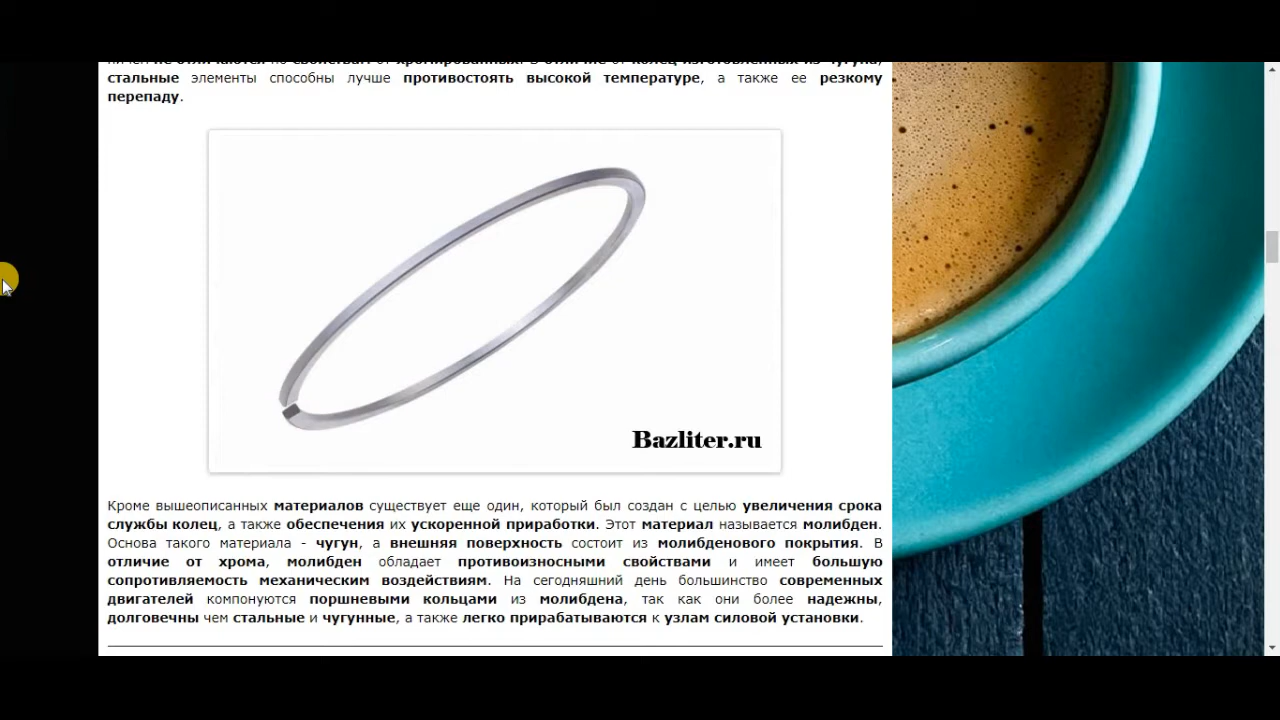 стальные элементы способны лучше противостоять высокой температуре, а также ее резкому
перепаду.
Bazliter.ru
Кроме вышеописанных материалов существует еще один, который был создан с целью увеличения срока
службы колец, а также обеспечения их ускоренной приработки. Этот материал называется молибден.
Основа такого материала - чугун, а внешняя поверхность состоит из молибденового покрытия. В
отличие от хрома, молибден обладает противоизносными свойствами и имеет большую
сопротивляемость механическим воздействиям. На сегодняшний день большинство современных
двигателей компонуются поршневыми кольцами из молибдена, так как они более надежны,
долговечны чем стальные и чугунные, а также легко прирабатываются к узлам силовой установки.